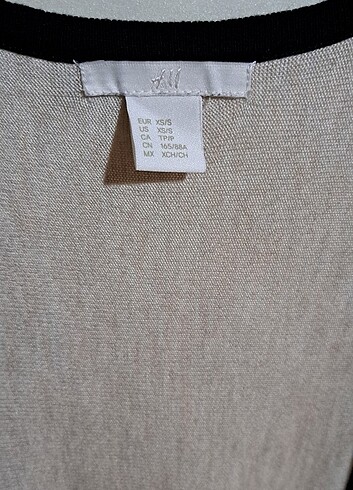 H&M
EUR XS/S
US XS/S
CA TP/P
CN 165/88A
MX XCH/CH